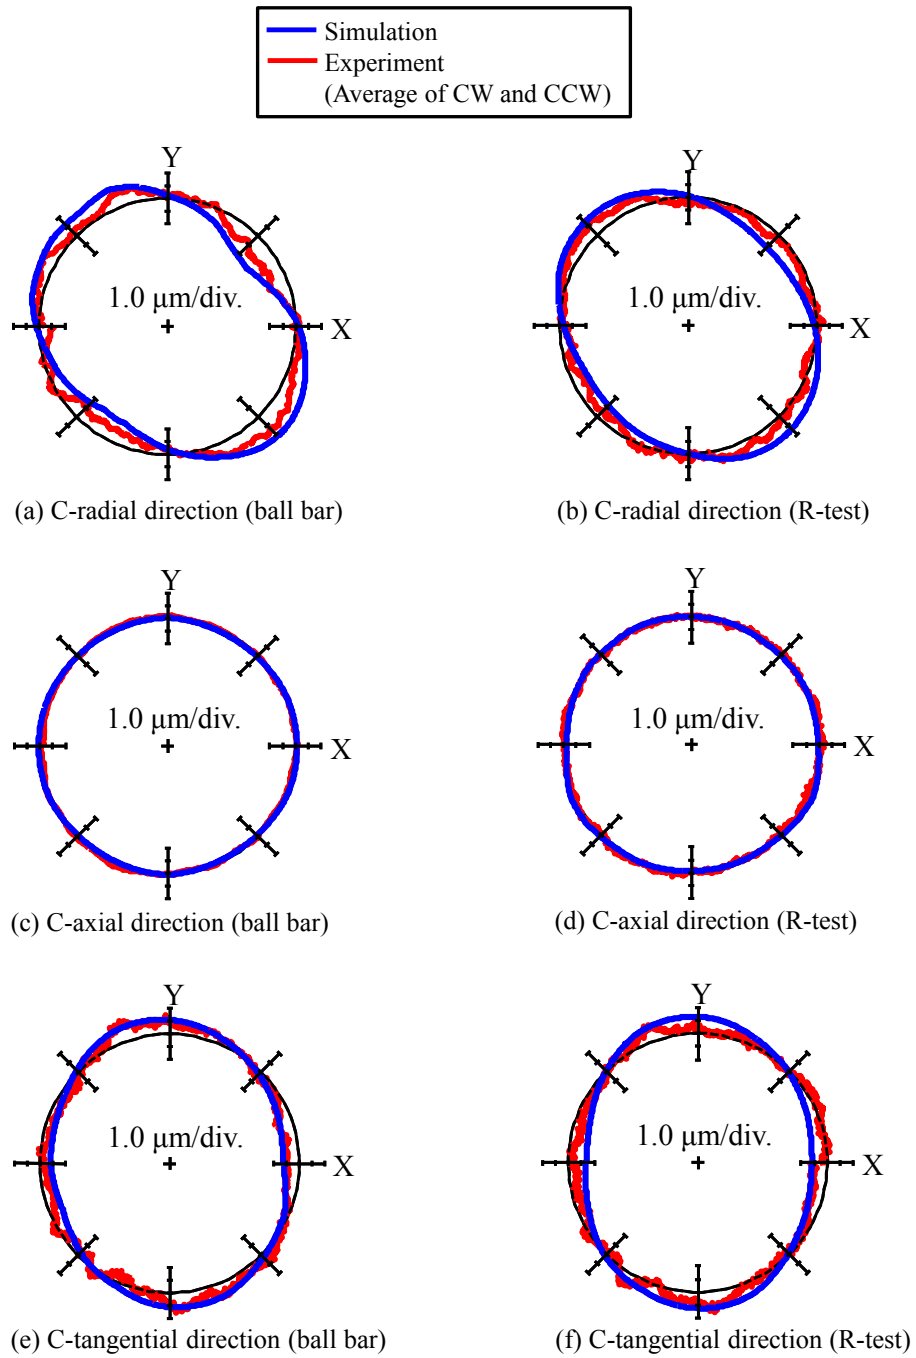 Simulation
Experiment
(Average of CW and CCW)
Y
Y
1.0 μm/div.
1.0 μm/div.
X
X
(a) C-radial direction (ball bar)
(b) C-radial direction (R-test)
Y
Y
1.0 μm/div.
1.0 μm/div.
X
X
(c) C-axial direction (ball bar)
(d) C-axial direction (R-test)
Y
Y
1.0 μm/div.
1.0 μm/div.
X
X
(e) C-tangential direction (ball bar)
(f) C-tangential direction (R-test)